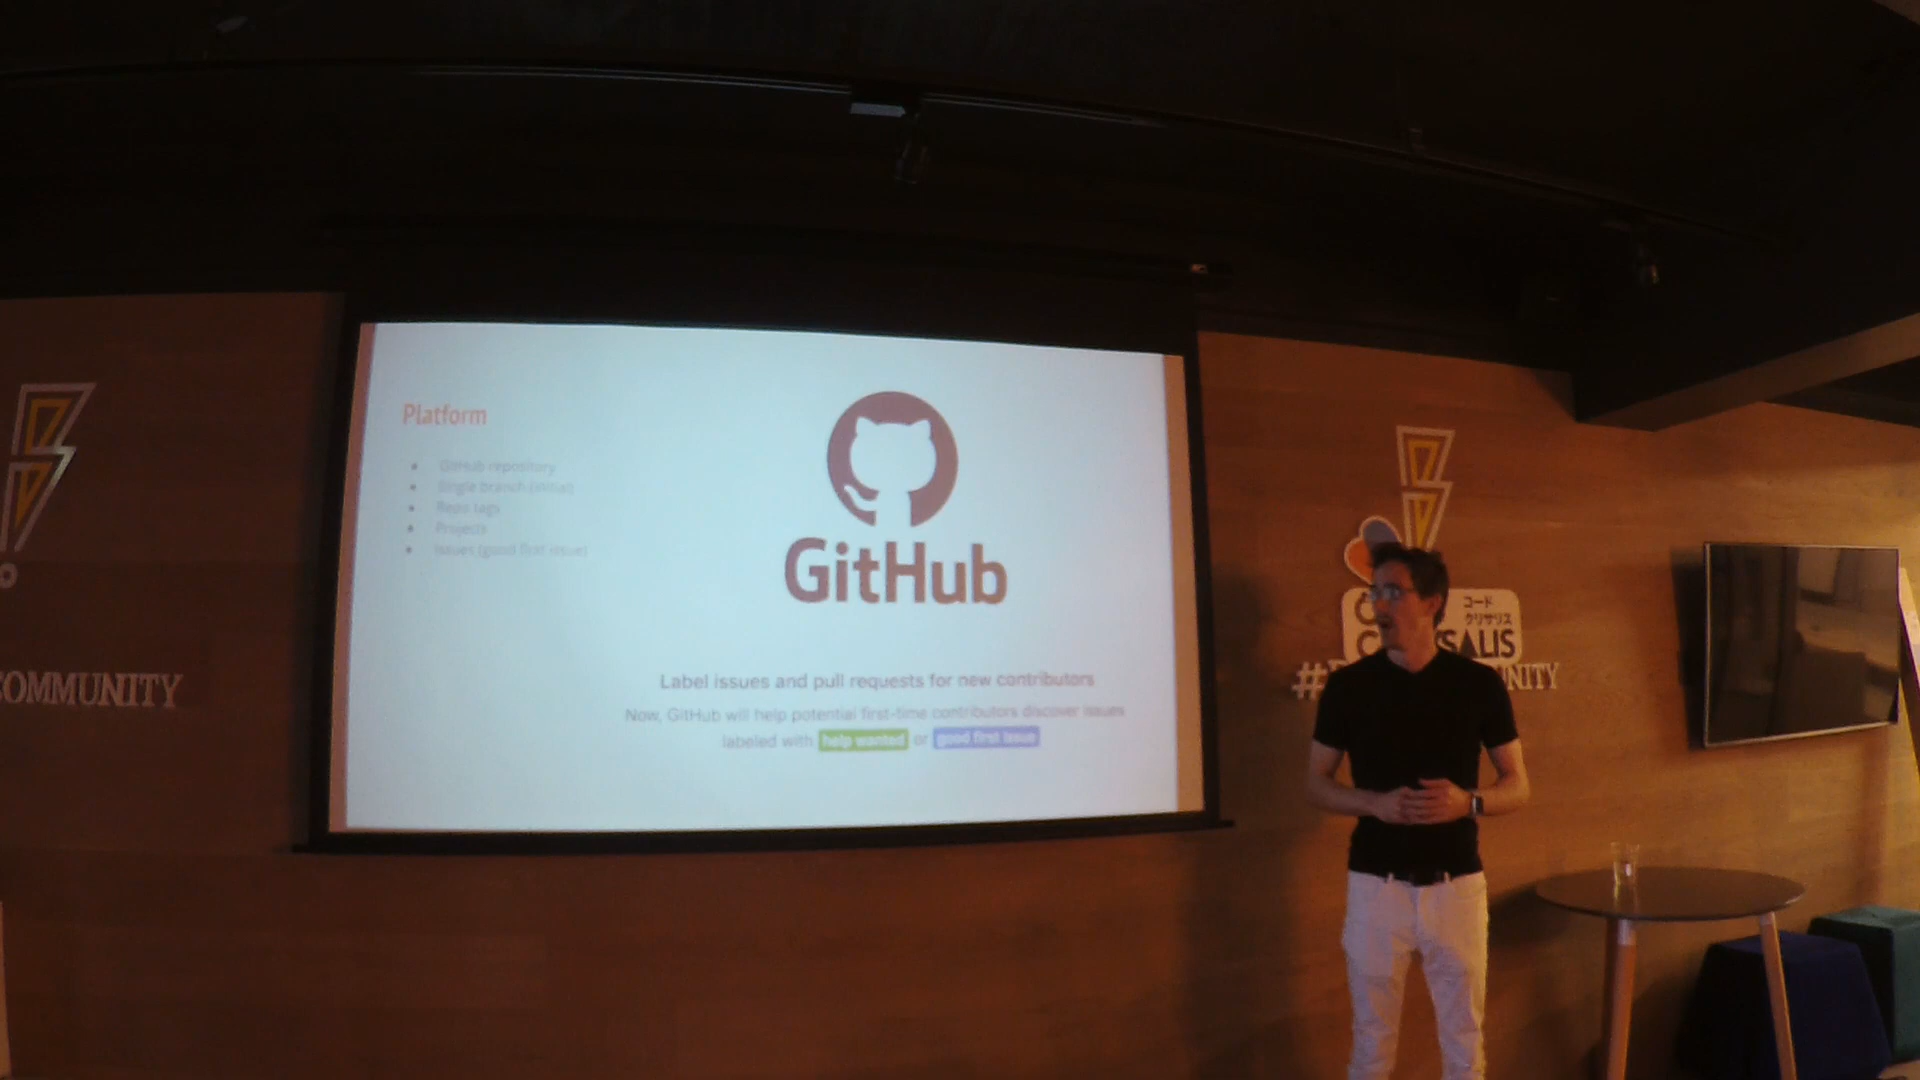 Platform
GitHub repository
Single branch (initial)
Repo tags
Projects
Issues (good first issue)
GitHub
Label issues and pull requests for new contributors
Now, GitHub will help potential first-time contributors discover issues
labeled with help wanted or good first issue
COMMUNITY
コード
クリサリス